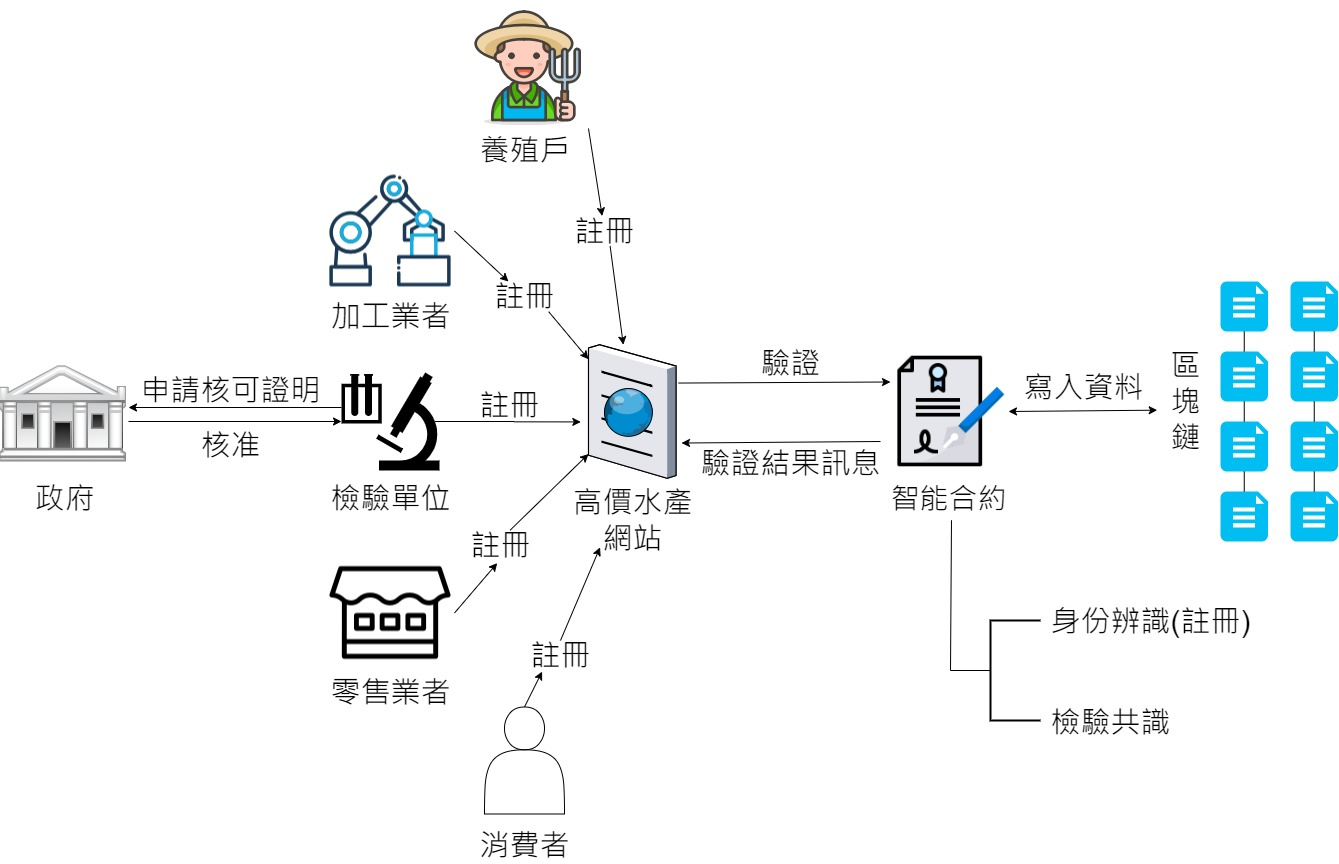 養殖戶
註冊
加工業者
註冊
政府
申請核可證明
核准
檢驗單位
註冊
零售業者
註冊
消費者
註冊
高價水產
網站
驗證
驗證結果訊息
智能合約
寫入資料
區
塊
鏈
身份辨識(註冊)
檢驗共識